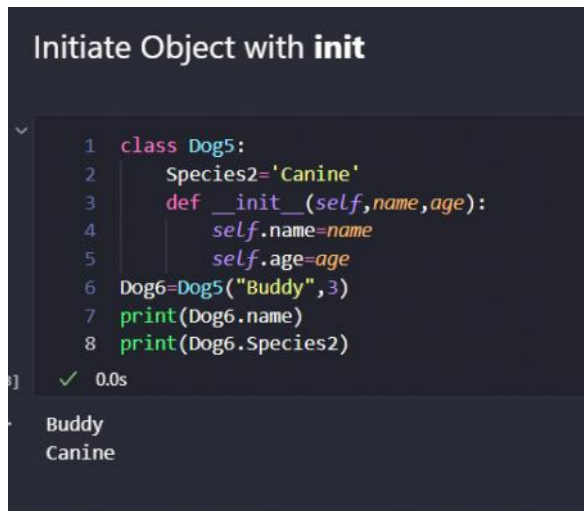 Initiate Object with init
1 class Dog5:
2     Species2='Canine'
3     def __init__(self,name,age):
4         self.name=name
5         self.age=age
6 Dog6=Dog5("Buddy",3)
7 print(Dog6.name)
8 print(Dog6.Species2)
✓ 0.0s
Buddy
Canine